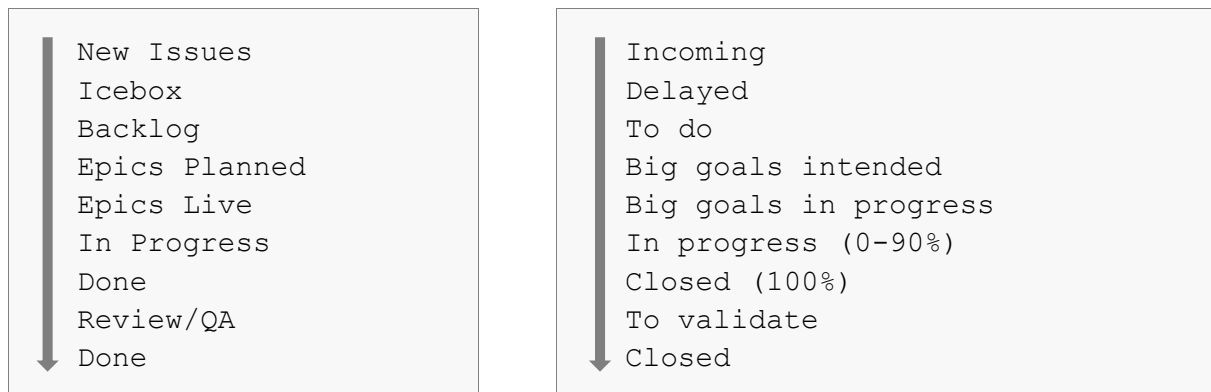 New Issues
Icebox
Backlog
Epics Planned
Epics Live
In Progress
Done
Review/QA
Done
Incoming
Delayed
To do
Big goals intended
Big goals in progress
In progress (0-90%)
Closed (100%)
To validate
Closed